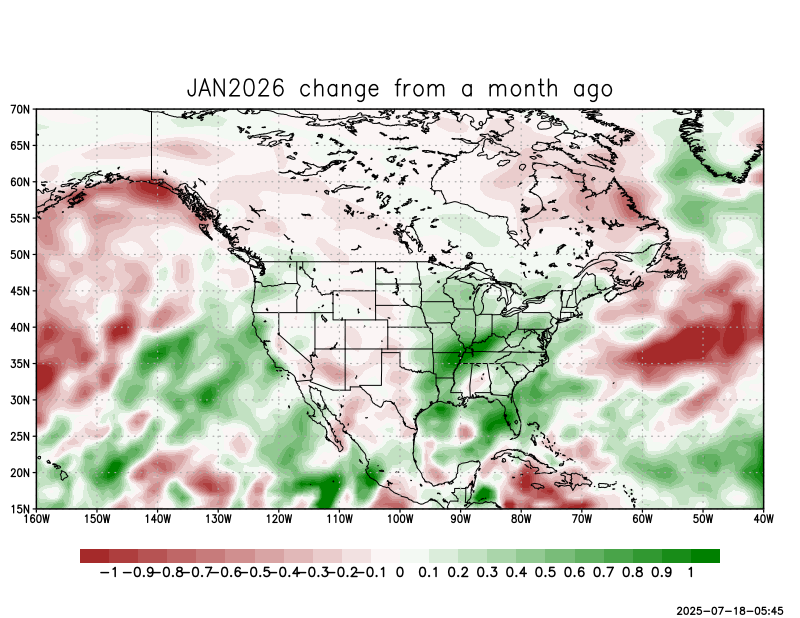 JAN2026 change from a month ago
70N
65N
60N
55N
50N
45N
40N
35N
30N
25N
20N
15N
160W 150W 140W 130W 120W 110W 100W 90W 80W 70W 60W 50W 40W
-1 -0.9 -0.8 -0.7 -0.6 -0.5 -0.4 -0.3 -0.2 -0.1 0 0.1 0.2 0.3 0.4 0.5 0.6 0.7 0.8 0.9 1
2025-07-18-05:45